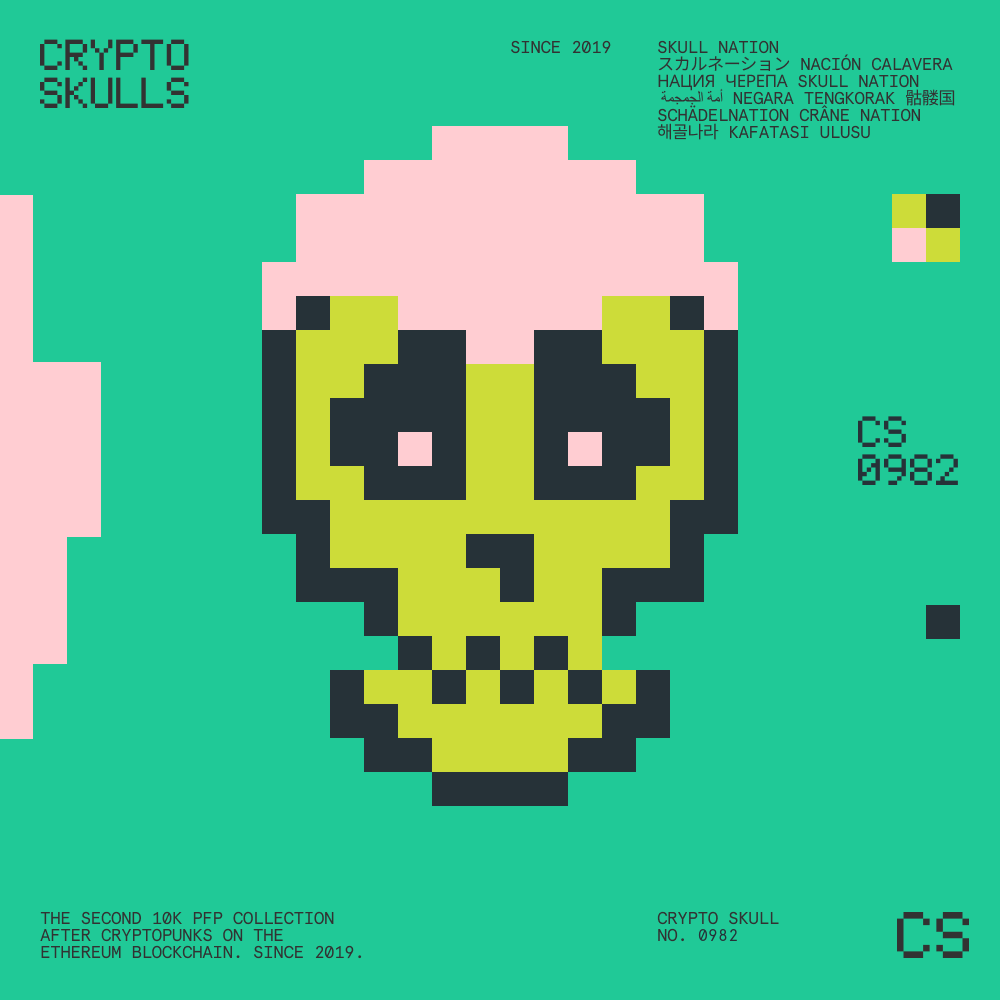 CRYPTO
SKULLS
SINCE 2019
SKULL NATION
スカルネーション NACIÓN CALAVERA
НАЦИЯ ЧЕРЕПА SKULL NATION
أمة الجمجمة NEGARA TENGKORAK 骷髅国
SCHÄDELNATION CRÂNE NATION
해골나라 KAFATASI ULUSU
CS
0982
THE SECOND 10K PFP COLLECTION
AFTER CRYPTOPUNKS ON THE
ETHEREUM BLOCKCHAIN. SINCE 2019.
CRYPTO SKULL
NO. 0982
CS